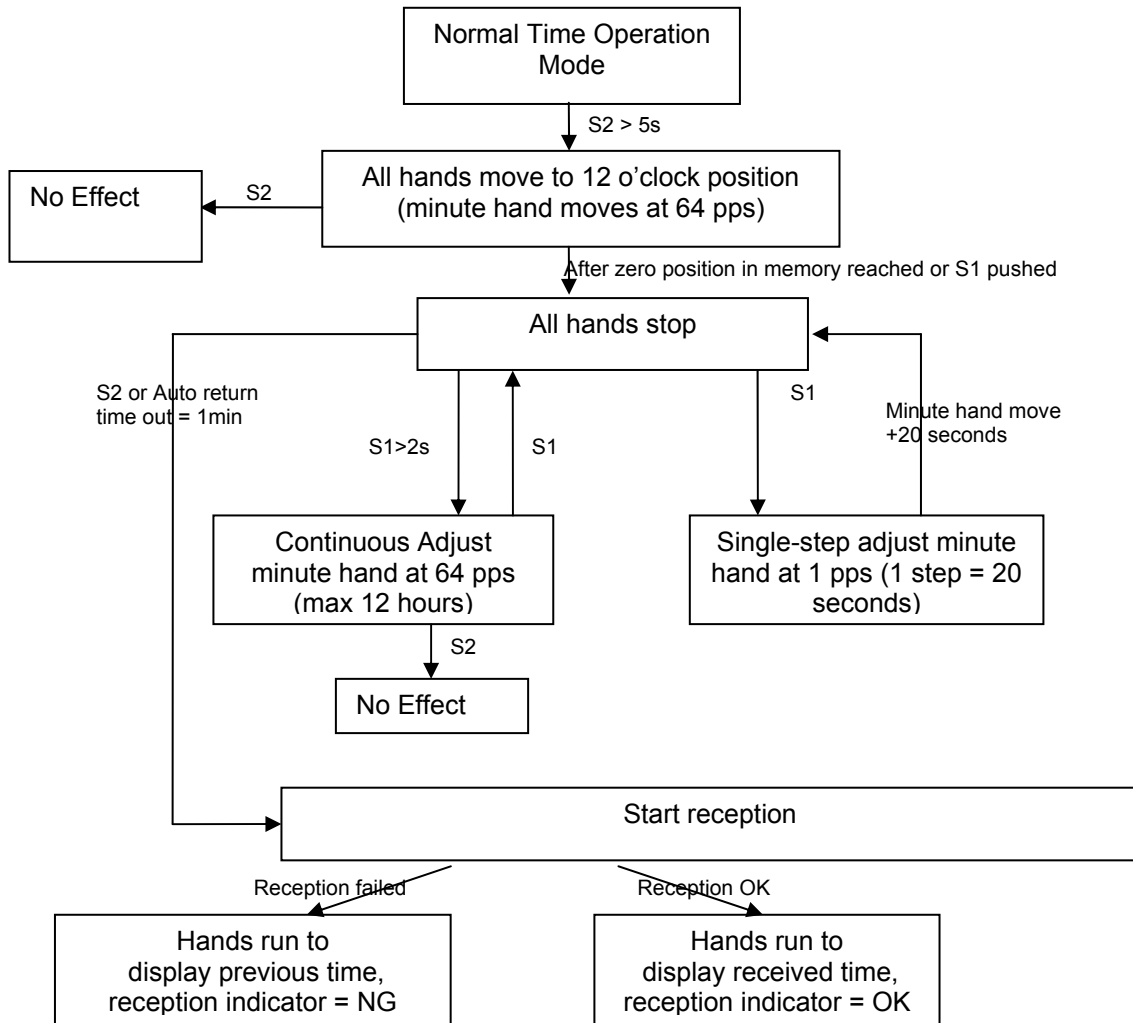 Normal Time Operation
Mode
S2 > 5s
All hands move to 12 o’clock position
(minute hand moves at 64 pps)
S2
No Effect
After zero position in memory reached or S1 pushed
All hands stop
S2 or Auto return
time out = 1min
S1>2s
S1
S1
Minute hand move
+20 seconds
Continuous Adjust
minute hand at 64 pps
(max 12 hours)
Single-step adjust minute
hand at 1 pps (1 step = 20
seconds)
S2
No Effect
Start reception
Reception failed
Reception OK
Hands run to
display previous time,
reception indicator = NG
Hands run to
display received time,
reception indicator = OK